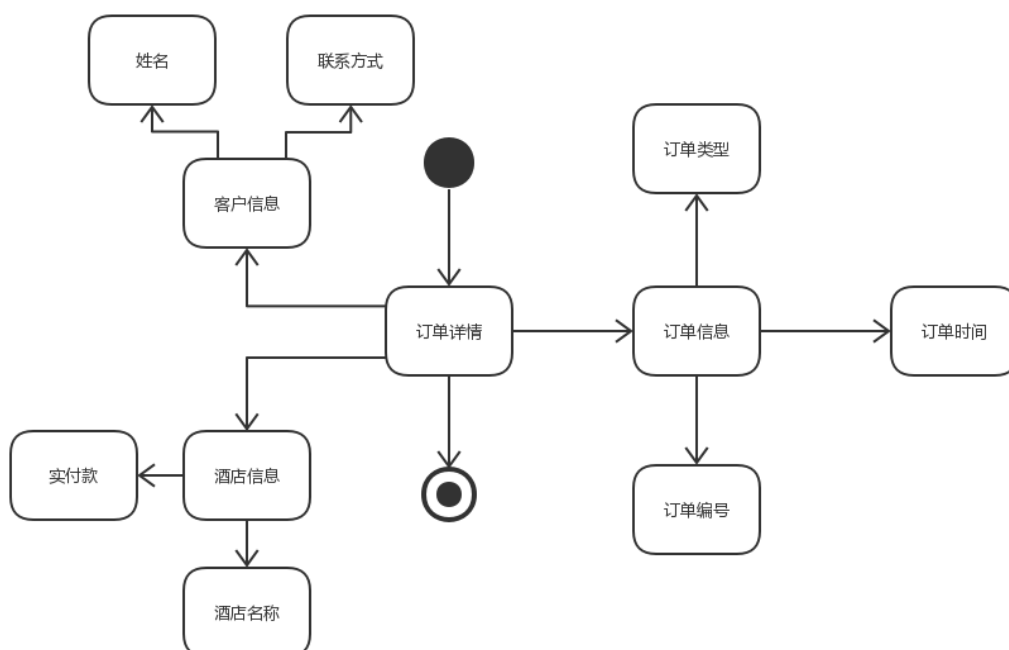 姓名
联系方式
订单类型
客户信息
订单详情
订单信息
订单时间
实付款
酒店信息
订单编号
酒店名称